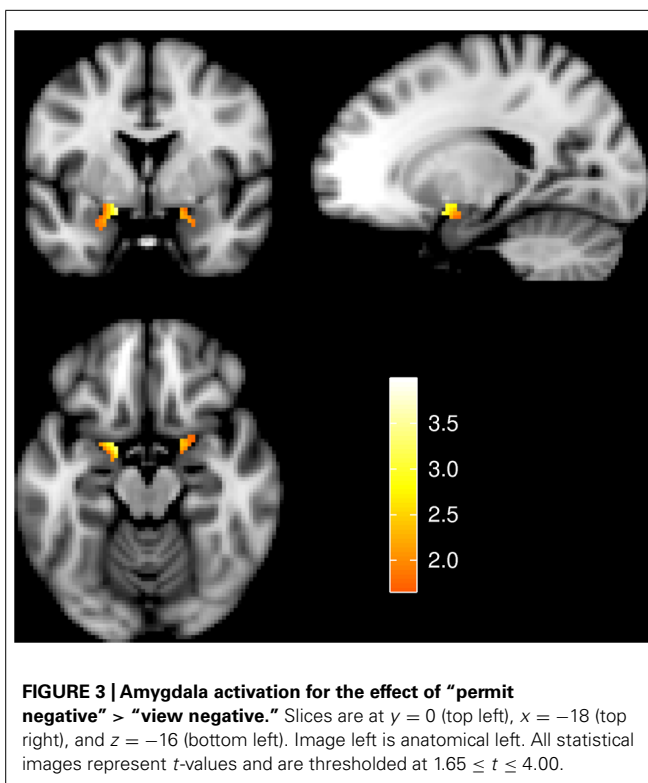 3.5
3.0
2.5
2.0
FIGURE 3 | Amygdala activation for the effect of “permit
negative” > “view negative.” Slices are at y = 0 (top left), x = −18 (top
right), and z = −16 (bottom left). Image left is anatomical left. All statistical
images represent t-values and are thresholded at 1.65 ≤ t ≤ 4.00.